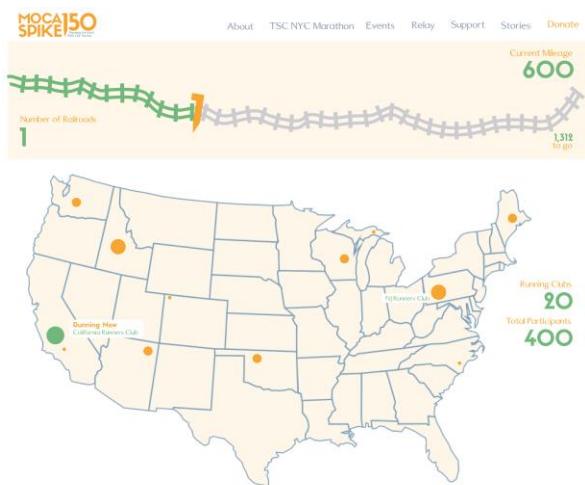 MOCA 150
SPIKE
About TSC NYC Marathon Events Relay Support Stories Donate
Current Mileage
600
Number of Railroads
1
1,312
to go
NJ Runners Club
Running Now
California Runners Club
Running Clubs
20
Total Participants
400